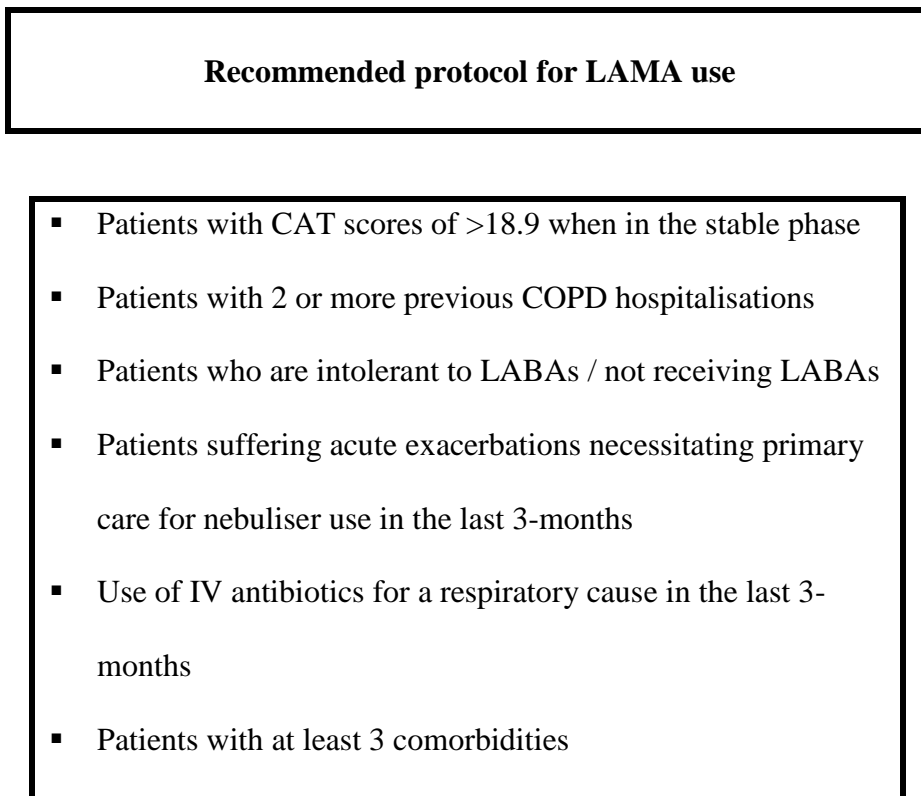 Recommended protocol for LAMA use
▪ Patients with CAT scores of >18.9 when in the stable phase
▪ Patients with 2 or more previous COPD hospitalisations
▪ Patients who are intolerant to LABAs / not receiving LABAs
▪ Patients suffering acute exacerbations necessitating primary
care for nebuliser use in the last 3-months
▪ Use of IV antibiotics for a respiratory cause in the last 3-
months
▪ Patients with at least 3 comorbidities